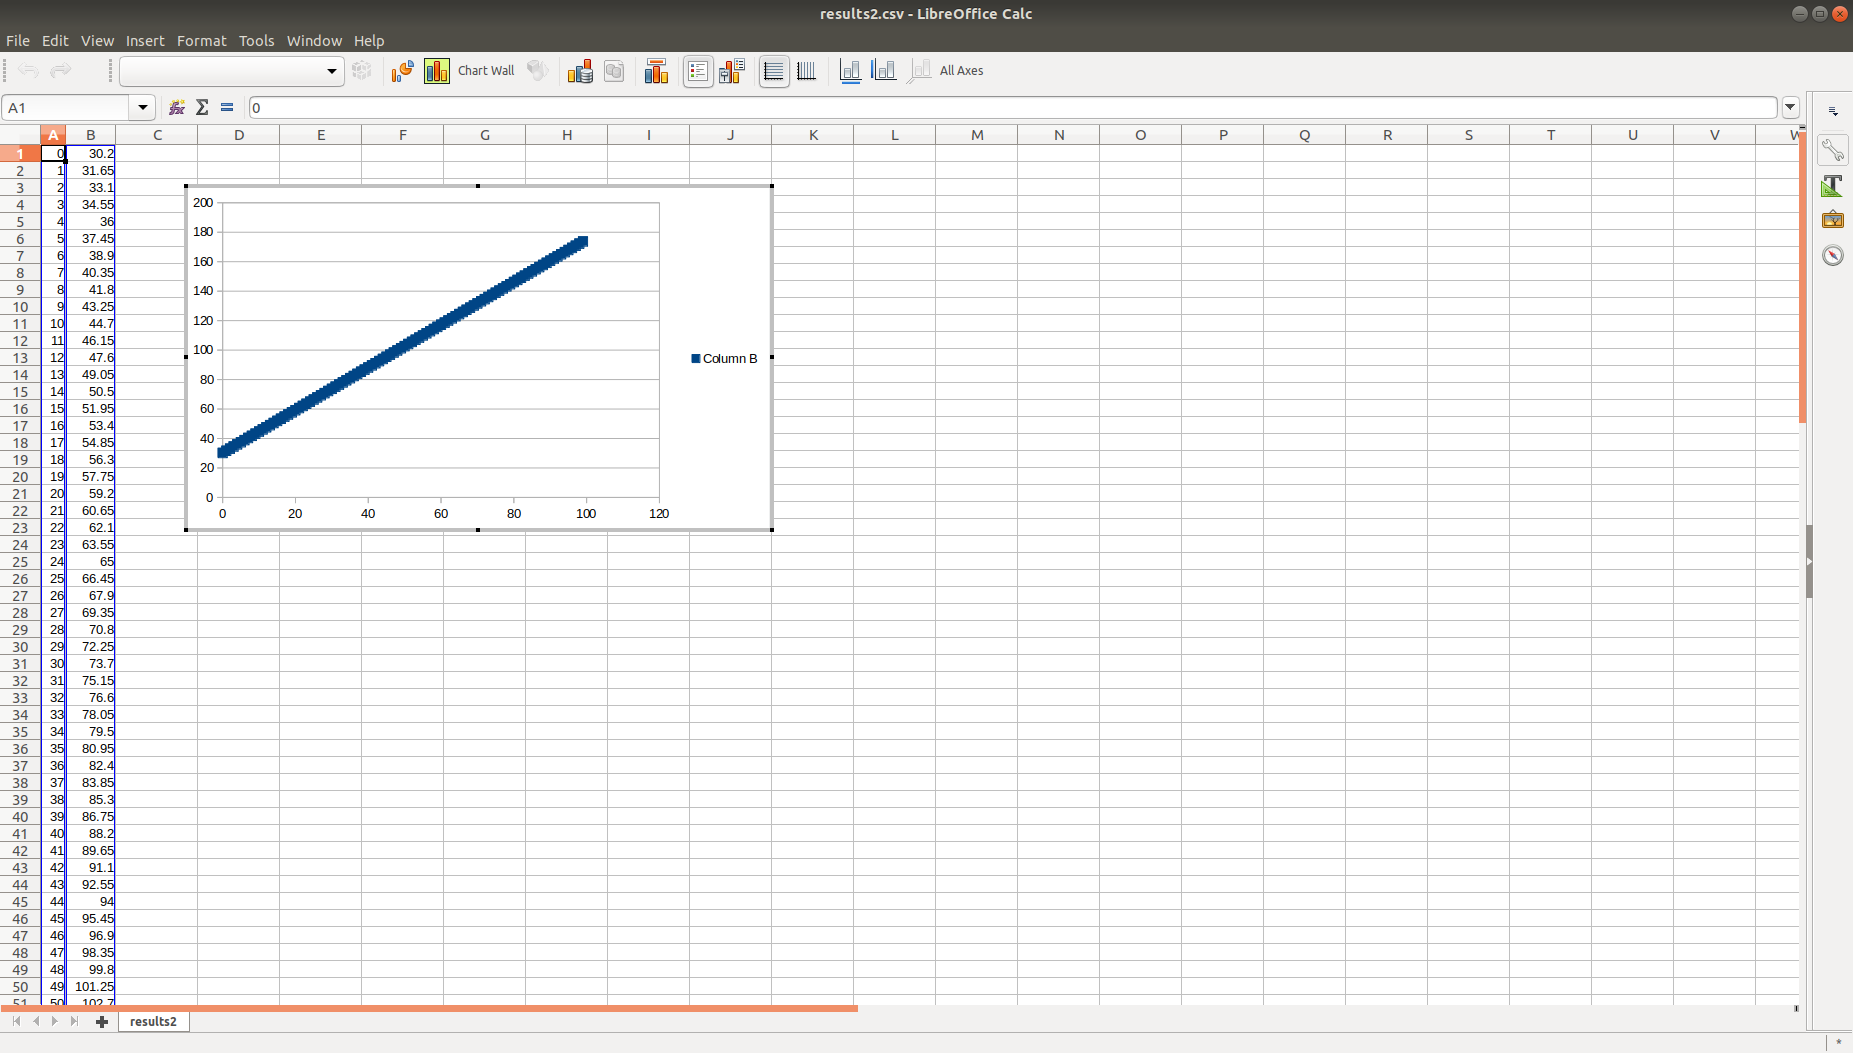 results2.csv - LibreOffice Calc
File Edit View Insert Format Tools Window Help
Chart Wall All Axes
A1 0
A B C D E F G H I J K L M N O P Q R S T U V W
1 0 30.2
2 1 31.65
3 2 33.1
4 3 34.55
5 4 36
6 5 37.45
7 6 38.9
8 7 40.35
9 8 41.8
10 9 43.25
11 10 44.7
12 11 46.15
13 12 47.6
14 13 49.05
15 14 50.5
16 15 51.95
17 16 53.4
18 17 54.85
19 18 56.3
20 19 57.75
21 20 59.2
22 21 60.65
23 22 62.1
24 23 63.55
25 24 65
26 25 66.45
27 26 67.9
28 27 69.35
29 28 70.8
30 29 72.25
31 30 73.7
32 31 75.15
33 32 76.6
34 33 78.05
35 34 79.5
36 35 80.95
37 36 82.4
38 37 83.85
39 38 85.3
40 39 86.75
41 40 88.2
42 41 89.65
43 42 91.1
44 43 92.55
45 44 94
46 45 95.45
47 46 96.9
48 47 98.35
49 48 99.8
50 49 101.25
51 50 102.7
200
180
160
140
120
100
80
60
40
20
0
0 20 40 60 80 100 120
Column B
results2